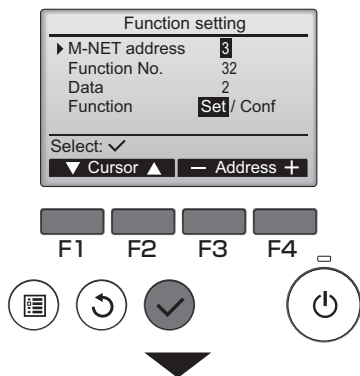 Function setting
M-NET address 3
Function No. 32
Data 2
Function Set / Conf
Select: ✓
▼ Cursor ▲ − Address +
F1 F2 F3 F4